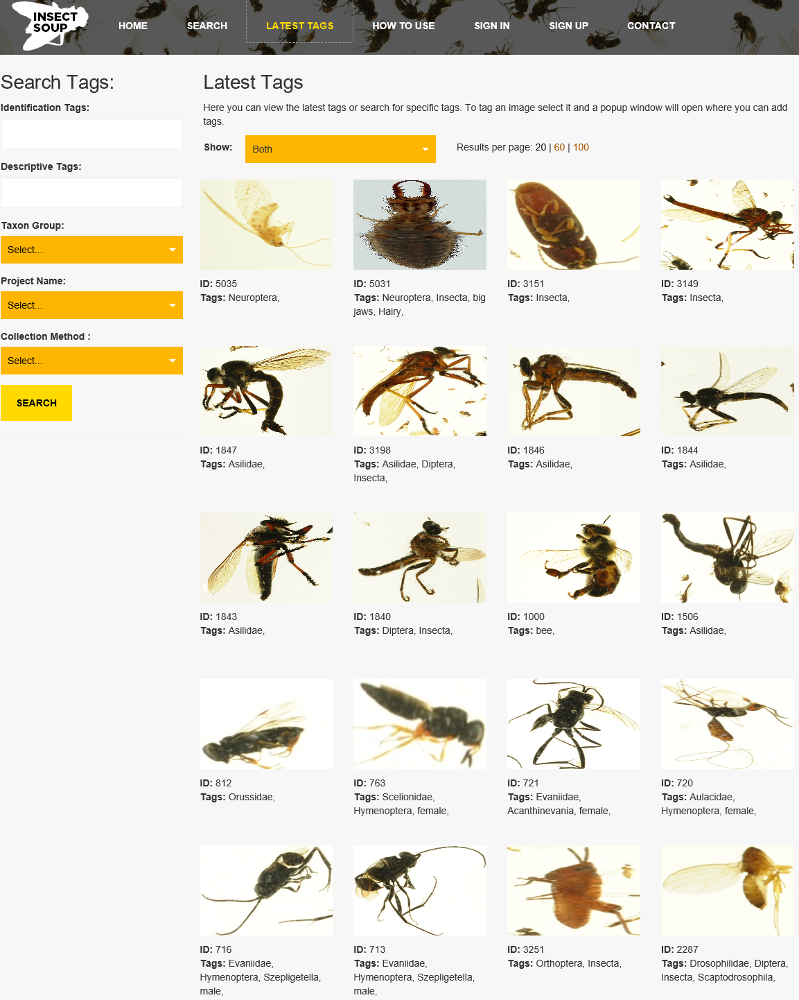 INSECT
SOUP
HOME
SEARCH
LATEST TAGS
HOW TO USE
SIGN IN
SIGN UP
CONTACT
Search Tags:
Identification Tags:
Descriptive Tags:
Taxon Group:
Select...
Project Name:
Select...
Collection Method :
Select...
SEARCH
Latest Tags
Here you can view the latest tags or search for specific tags. To tag an image select it and a popup window will open where you can add
tags.
Show:
Both
Results per page: 20 | 60 | 100
ID: 5035
Tags: Neuroptera,
ID: 5031
Tags: Neuroptera, Insecta, big
jaws, Hairy,
ID: 3151
Tags: Insecta,
ID: 3149
Tags: Insecta,
ID: 1847
Tags: Asilidae,
ID: 3198
Tags: Asilidae, Diptera,
Insecta,
ID: 1846
Tags: Asilidae,
ID: 1844
Tags: Asilidae,
ID: 1843
Tags: Asilidae,
ID: 1840
Tags: Diptera, Insecta,
ID: 1000
Tags: bee,
ID: 1506
Tags: Asilidae,
ID: 812
Tags: Orussidae,
ID: 763
Tags: Scelionidae,
Hymenoptera, female,
ID: 721
Tags: Evaniidae,
Acanthinevania, female,
ID: 720
Tags: Aulacidae,
Hymenoptera, female,
ID: 716
Tags: Evaniidae,
Hymenoptera, Szepligetella,
male,
ID: 713
Tags: Evaniidae,
Hymenoptera, Szepligetella,
male,
ID: 3251
Tags: Orthoptera, Insecta,
ID: 2287
Tags: Drosophilidae, Diptera,
Insecta, Scaptodrosophila,